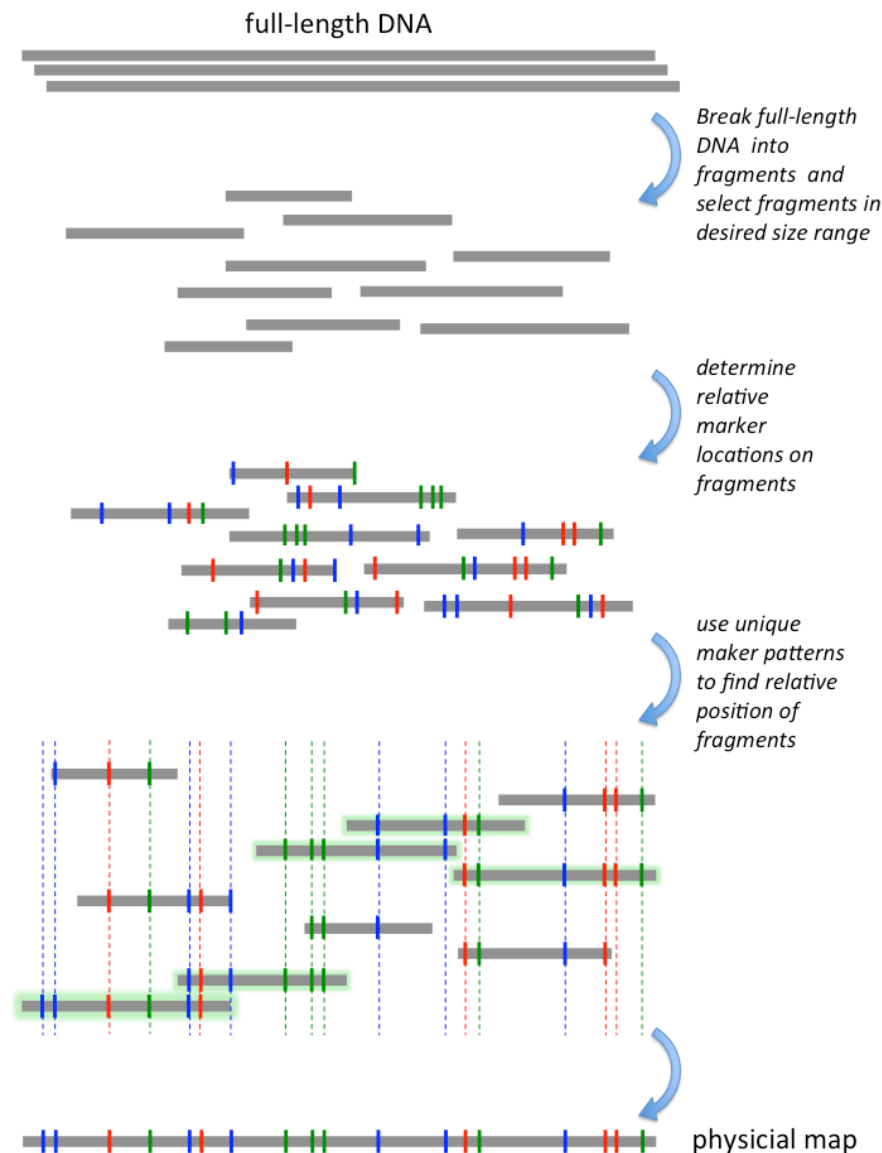 full-length DNA
Break full-length
DNA into
fragments and
select fragments in
desired size range
determine
relative
marker
locations on
fragments
use unique
maker patterns
to find relative
position of
fragments
physicial map